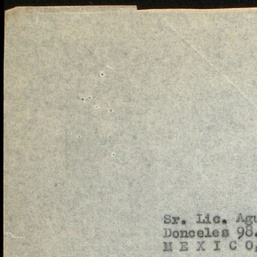 Sr. Lic. Agu
Donceles 98.
M E X I C O,